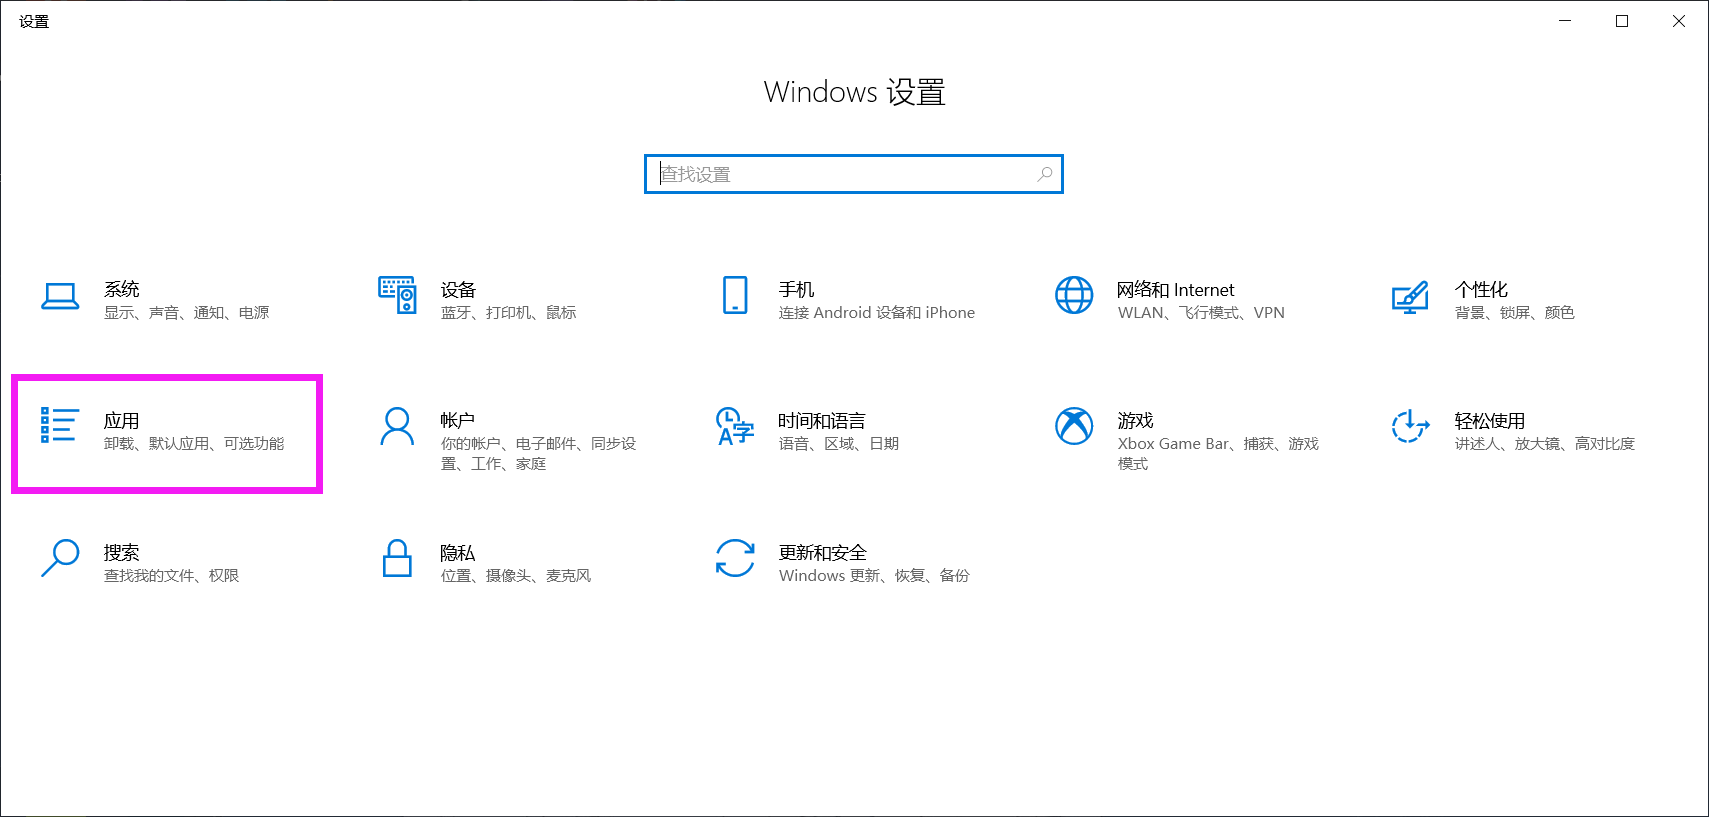 设置
Windows 设置
查找设置
系统
显示、声音、通知、电源
设备
蓝牙、打印机、鼠标
手机
连接 Android 设备和 iPhone
网络和 Internet
WLAN、飞行模式、VPN
个性化
背景、锁屏、颜色
应用
卸载、默认应用、可选功能
帐户
你的帐户、电子邮件、同步设
置、工作、家庭
时间和语言
语音、区域、日期
游戏
Xbox Game Bar、捕获、游戏
模式
轻松使用
讲述人、放大镜、高对比度
搜索
查找我的文件、权限
隐私
位置、摄像头、麦克风
更新和安全
Windows 更新、恢复、备份